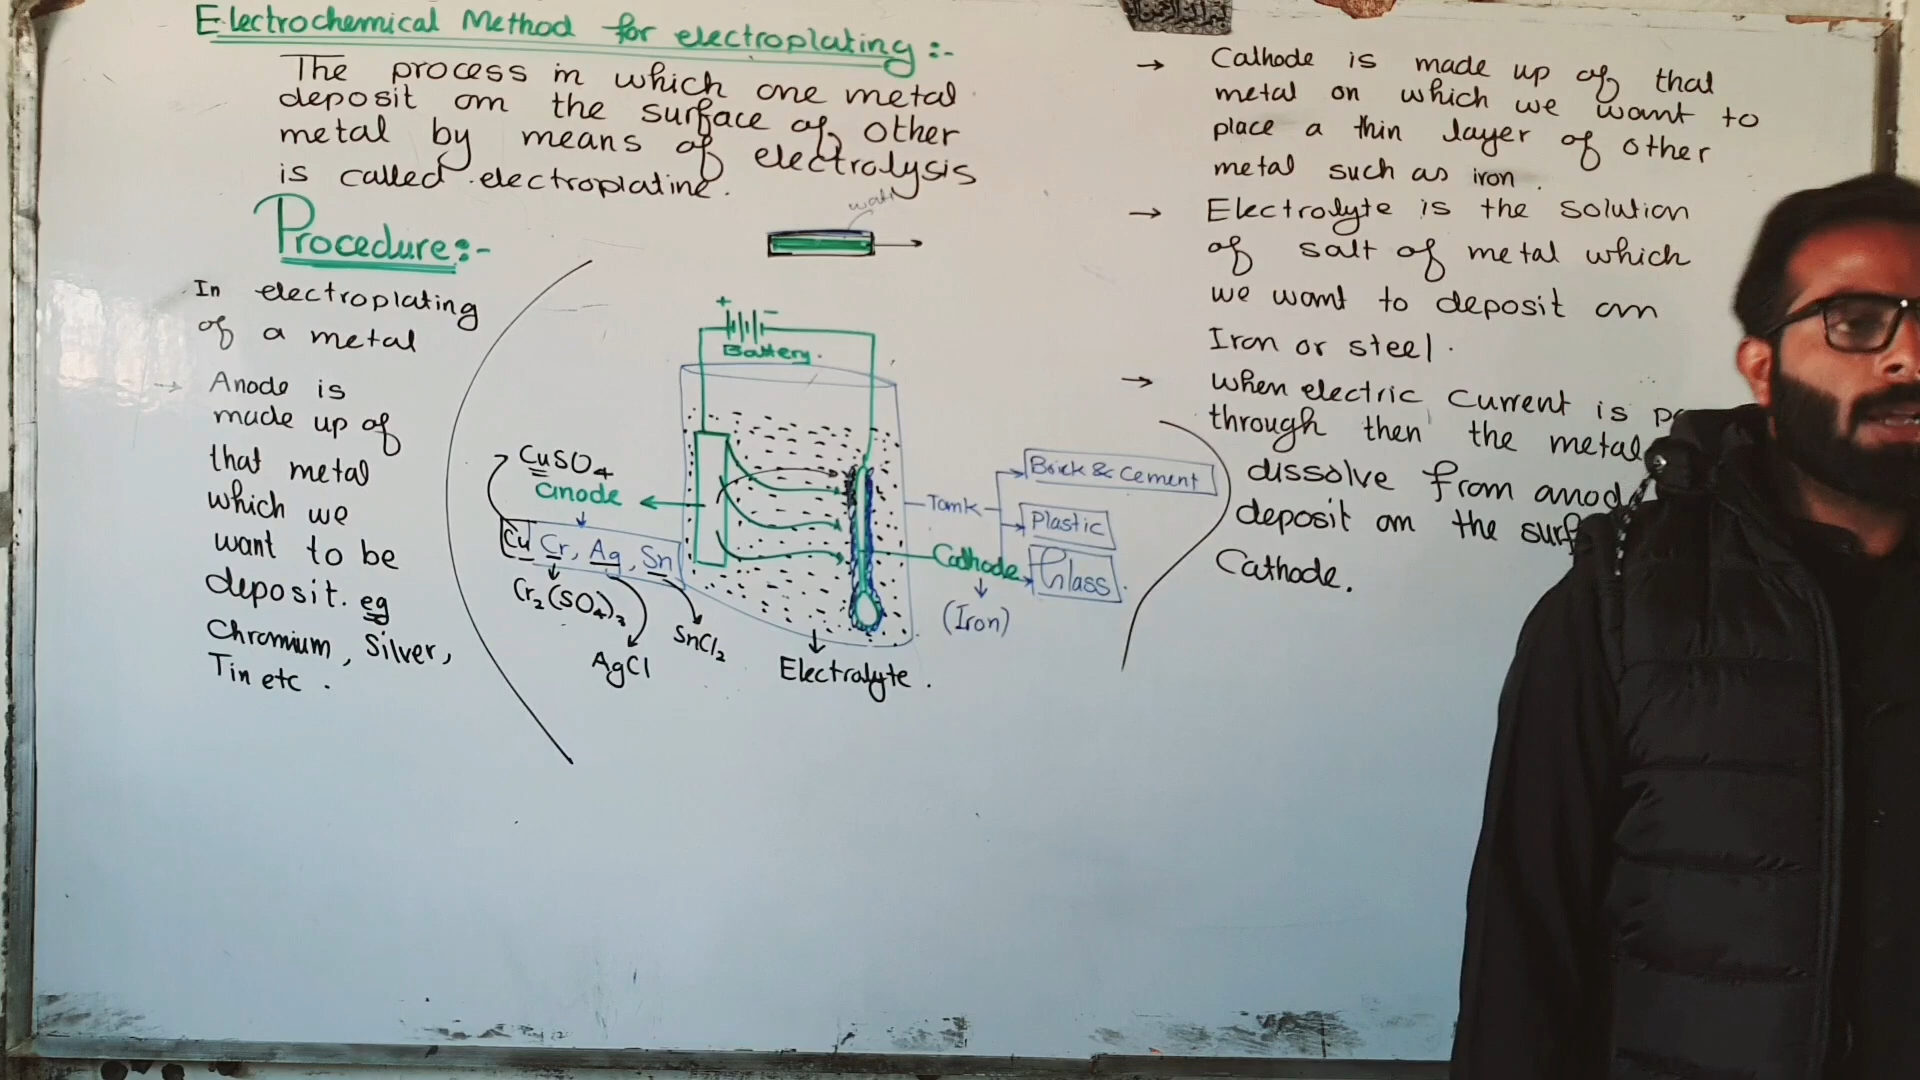 Electrochemical Method for electroplating :-
The process in which one metal
deposit on the surface of other
metal by means of electrolysis
is called electroplatine.
Procedure:-
In electroplating
of a metal
→ Anode is
made up of
that metal
which we
want to be
deposit. eg
Chromium, Silver,
Tin etc .
+ -
Battery.
CuSO4
anode
Cu Cr, Ag, Sn
Cr2(SO4)3
AgCl
SnCl2
Electrolyte .
Tank
Brick & Cement
Plastic
Glass
Cathode
(Iron)
→ Cathode is made up of that
metal on which we want to
place a thin layer of other
metal such as iron .
→ Electrolyte is the solution
of salt of metal which
we want to deposit on
Iron or steel .
→ When electric current is
through then the metal
dissolve from
deposit on the
Cathode.